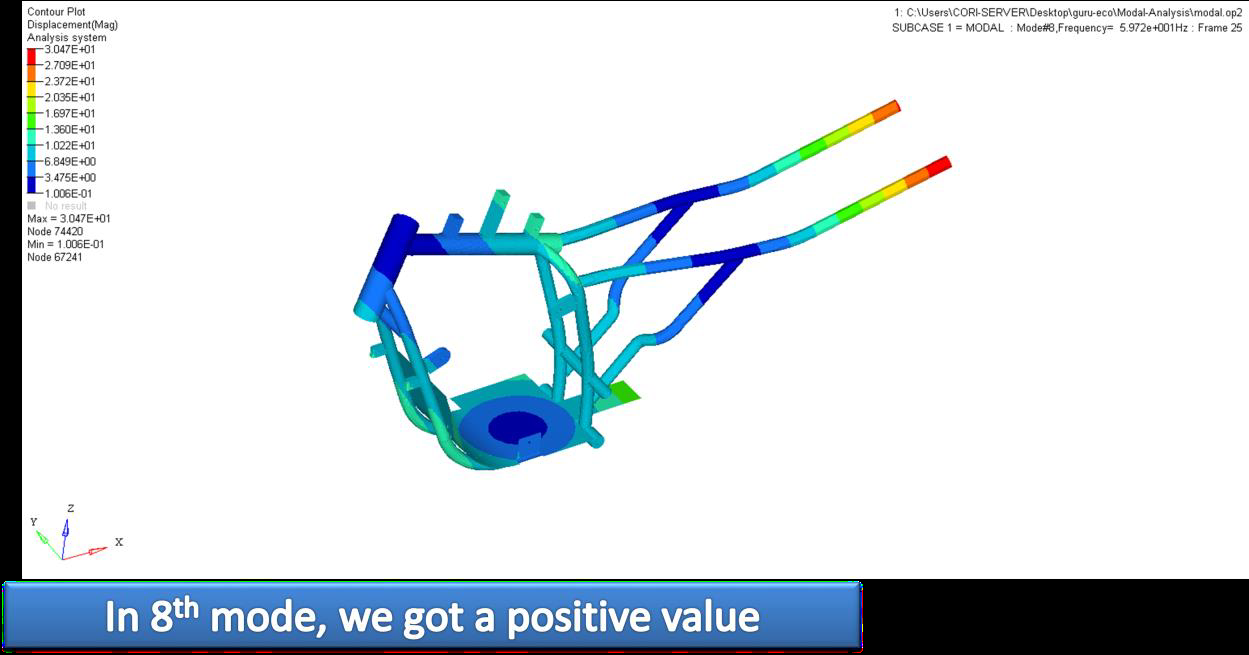 Contour Plot
Displacement(Mag)
Analysis system
3.047E+01
2.709E+01
2.372E+01
2.035E+01
1.697E+01
1.360E+01
1.022E+01
6.849E+00
3.475E+00
1.006E-01
No result
Max = 3.047E+01
Node 74420
Min = 1.006E-01
Node 67241
1: C:\Users\CORI-SERVER\Desktop\guru-eco\Modal-Analysis\modal.op2
SUBCASE 1 = MODAL : Mode#8,Frequency= 5.972e+001Hz : Frame 25
Z
Y
X
In 8th mode, we got a positive value